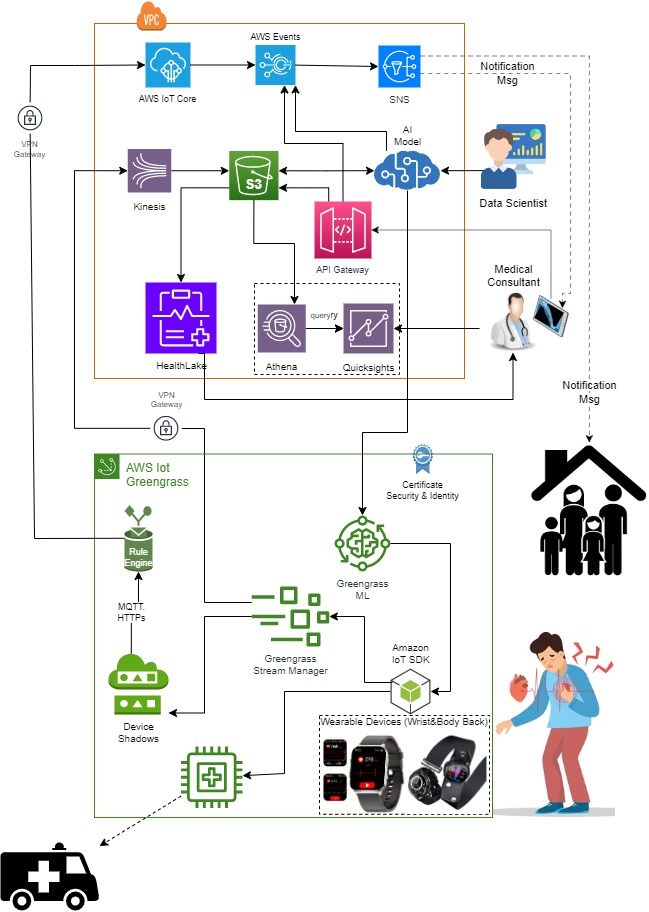 VPC
AWS Events
AWS IoT Core
SNS
Notification
Msg
VPN
Gateway
AI
Model
S3
Kinesis
Data Scientist
API Gateway
Medical
Consultant
queryry
HealthLake
Athena
Quicksights
Notification
Msg
VPN
Gateway
AWS Iot
Greengrass
Certificate
Security & Identity
Rule
Engine
Greengrass
ML
MQTT.
HTTPs
Greengrass
Stream Manager
Amazon
IoT SDK
Device
Shadows
Wearable Devices (Wrist&Body Back)